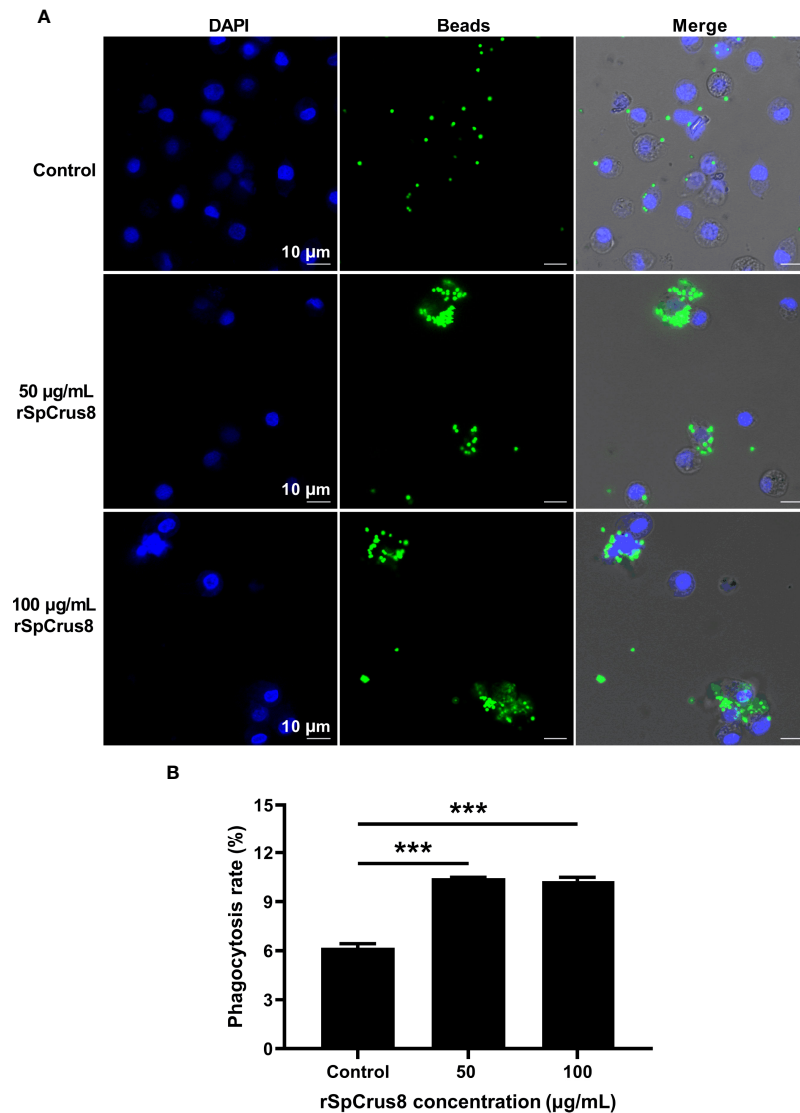 A
DAPI Beads Merge
Control
10 µm
50 µg/mL
rSpCrus8
10 µm
100 µg/mL
rSpCrus8
10 µm
B
Phagocytosis rate (%)
15
12
9
6
3
0
***
***
Control 50 100
rSpCrus8 concentration (µg/mL)